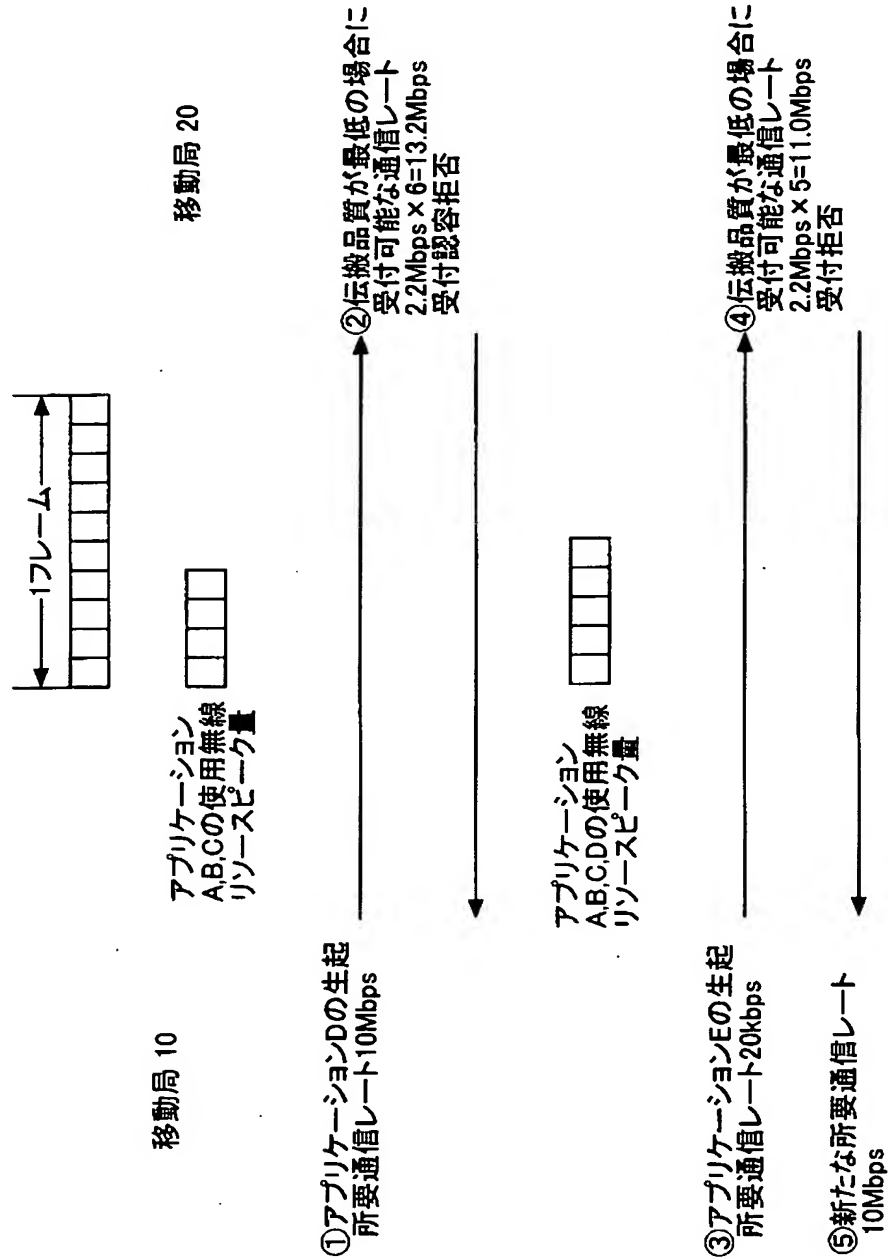 1フレーム
移動局 10
移動局 20
アプリケーション
A,B,Cの使用無線
リソースピーク量
①アプリケーションDの生起
所要通信レート10Mbps
②伝搬品質が最低の場合に
受付可能な通信レート
2.2Mbps×6=13.2Mbps
受付認容拒否
アプリケーション
A,B,C,Dの使用無線
リソースピーク量
③アプリケーションEの生起
所要通信レート20kbps
④伝搬品質が最低の場合に
受付可能な通信レート
2.2Mbps×5=11.0Mbps
受付拒否
⑤新たな所要通信レート
10Mbps